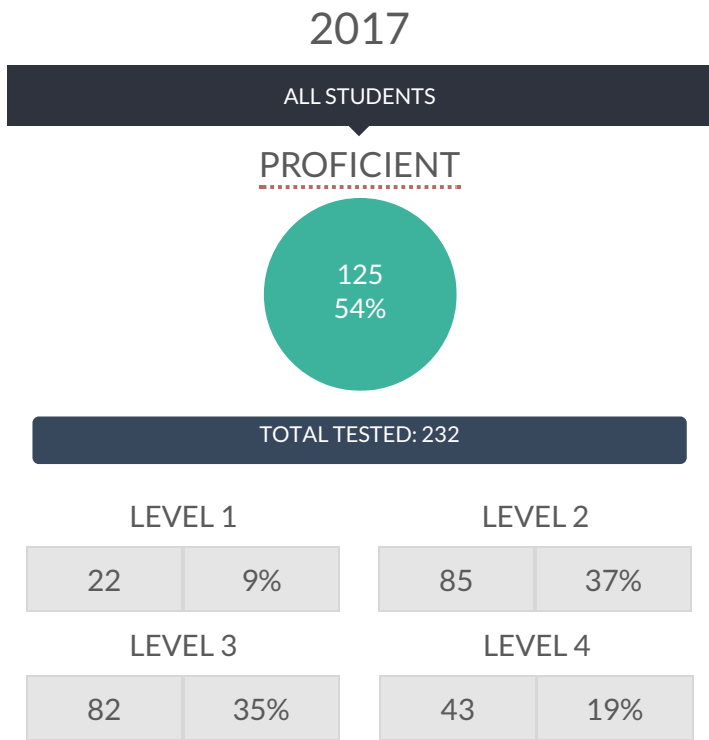 2017
ALL STUDENTS
PROFICIENT
125
54%
TOTAL TESTED: 232
LEVEL 1 LEVEL 2
22 9% 85 37%
LEVEL 3 LEVEL 4
82 35% 43 19%